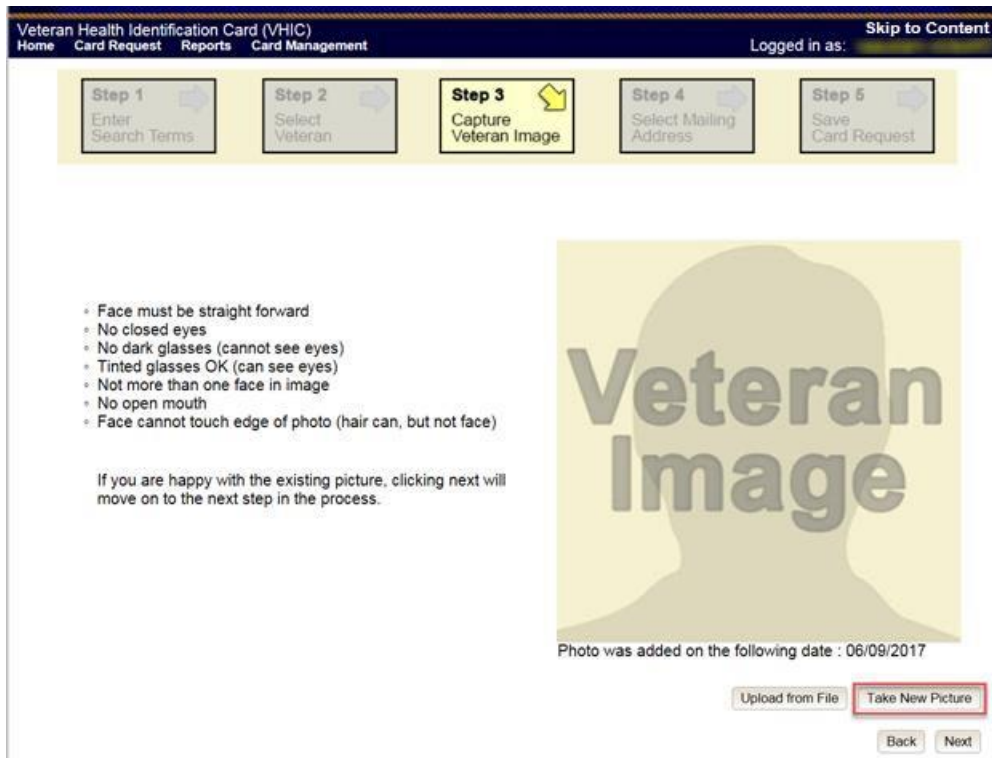 Veteran Health Identification Card (VHIC)
Skip to Content
Home Card Request Reports Card Management
Logged in as:
Step 1
Enter
Search Terms
Step 2
Select
Veteran
Step 3
Capture
Veteran Image
Step 4
Select Mailing
Address
Step 5
Save
Card Request
Face must be straight forward
No closed eyes
No dark glasses (cannot see eyes)
Tinted glasses OK (can see eyes)
Not more than one face in image
No open mouth
Face cannot touch edge of photo (hair can, but not face)
If you are happy with the existing picture, clicking next will
move on to the next step in the process.
Veteran
Image
Photo was added on the following date : 06/09/2017
Upload from File
Take New Picture
Back
Next